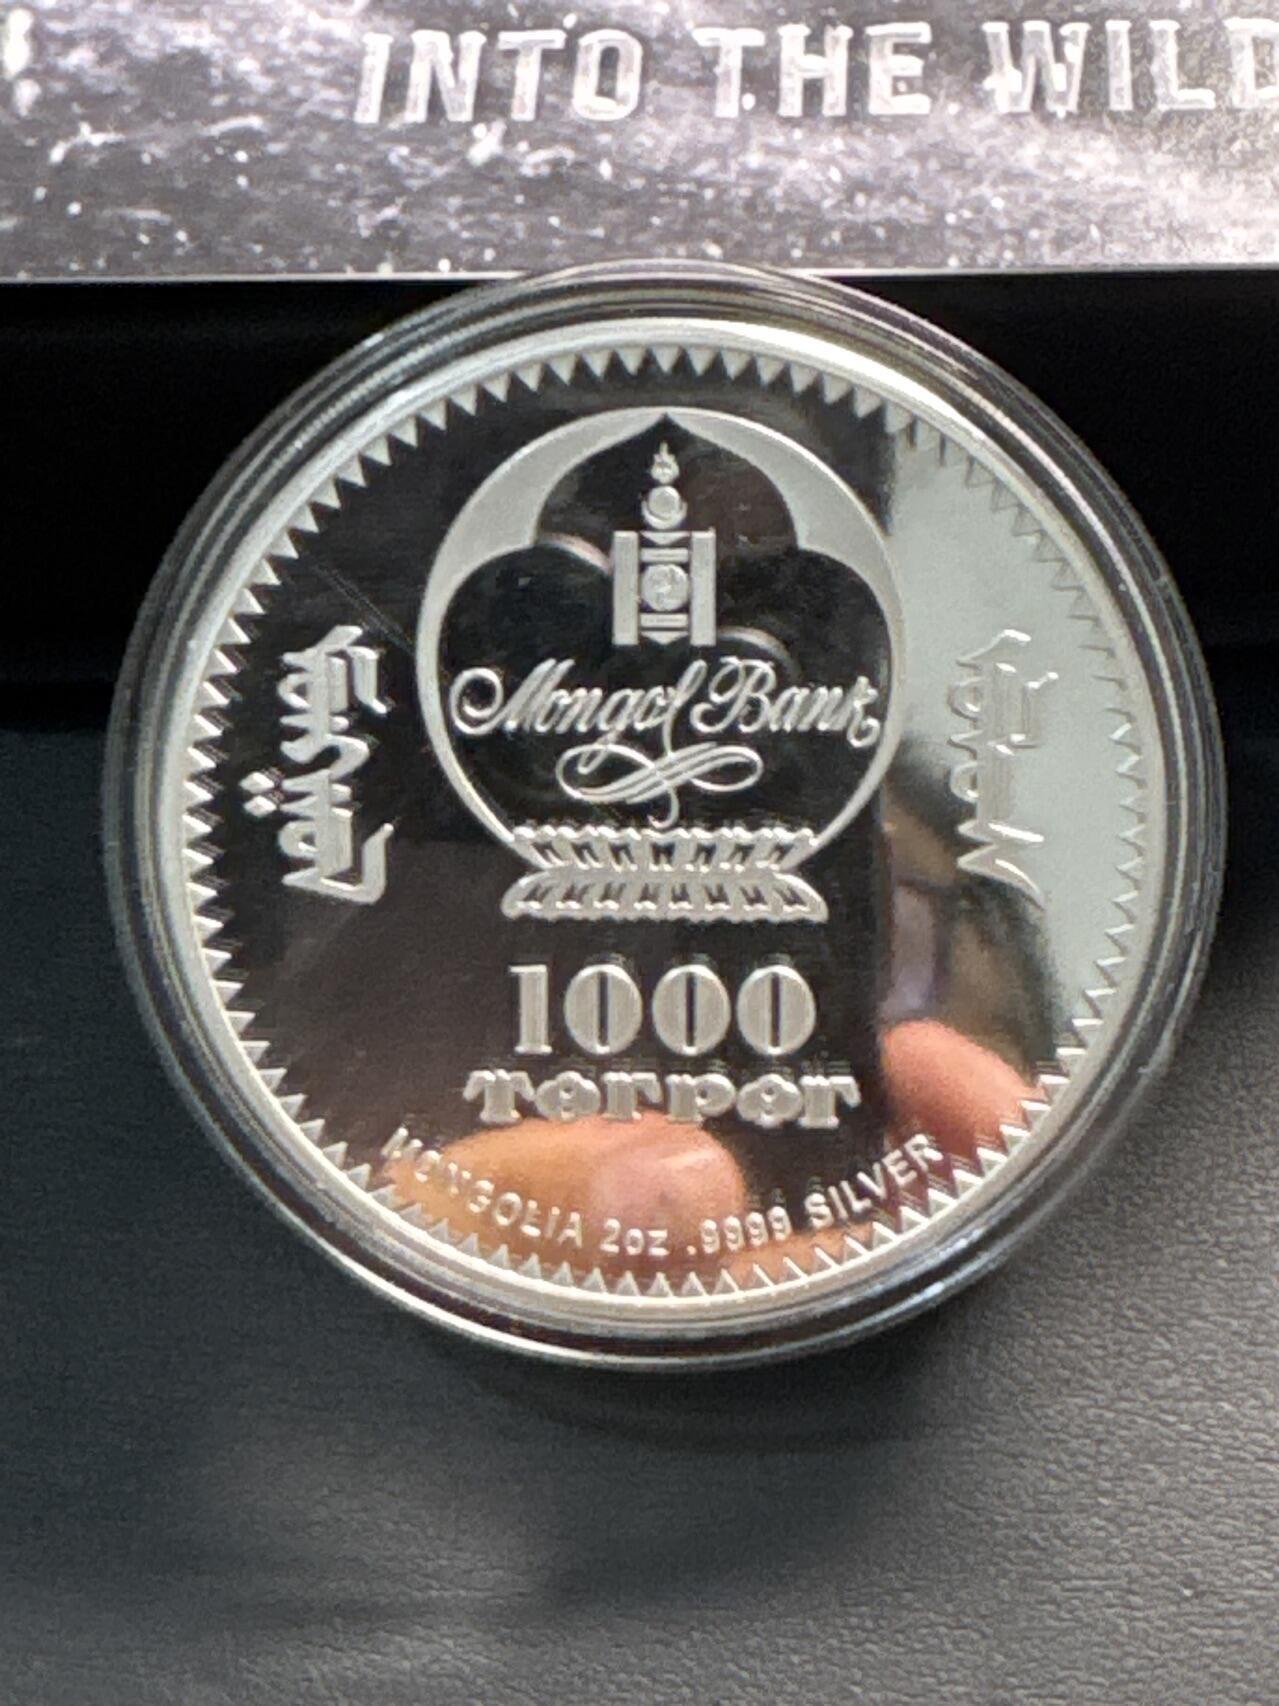 INTO THE WILD
Mongol Bank
1000
төгрөг
MONGOLIA 2oz .9999 SILVER